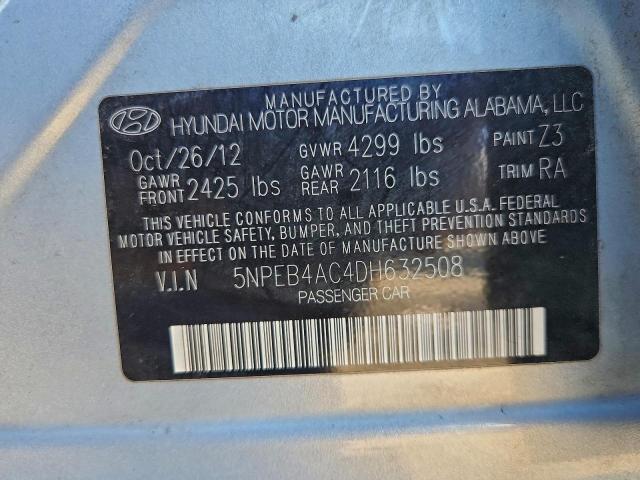 MANUFACTURED BY
HYUNDAI MOTOR MANUFACTURING ALABAMA, LLC
Oct/26/12 GVWR 4299 lbs PAINT Z3
GAWR FRONT 2425 lbs GAWR REAR 2116 lbs TRIM RA
THIS VEHICLE CONFORMS TO ALL APPLICABLE U.S.A. FEDERAL
MOTOR VEHICLE SAFETY, BUMPER, AND THEFT PREVENTION STANDARDS
IN EFFECT ON THE DATE OF MANUFACTURE SHOWN ABOVE
V.I.N 5NPEB4AC4DH632508
PASSENGER CAR